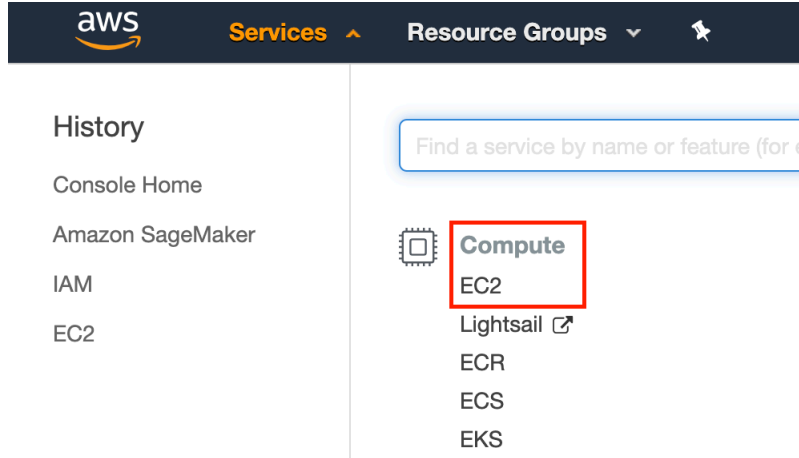 aws
Services
Resource Groups
History
Console Home
Amazon SageMaker
IAM
EC2
Find a service by name or feature (for
Compute
EC2
Lightsail
ECR
ECS
EKS